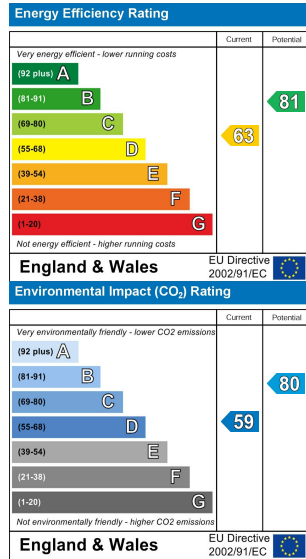 Energy Efficiency Rating
Current Potential
Very energy efficient - lower running costs
(92 plus) A
(81-91) B
81
(69-80) C
63
(55-68) D
(39-54) E
(21-38) F
(1-20) G
Not energy efficient - higher running costs
England & Wales
EU Directive
2002/91/EC
Environmental Impact (CO2) Rating
Current Potential
Very environmentally friendly - lower CO2 emissions
(92 plus) A
(81-91) B
80
(69-80) C
(55-68) D
59
(39-54) E
(21-38) F
(1-20) G
Not environmentally friendly - higher CO2 emissions
England & Wales
EU Directive
2002/91/EC